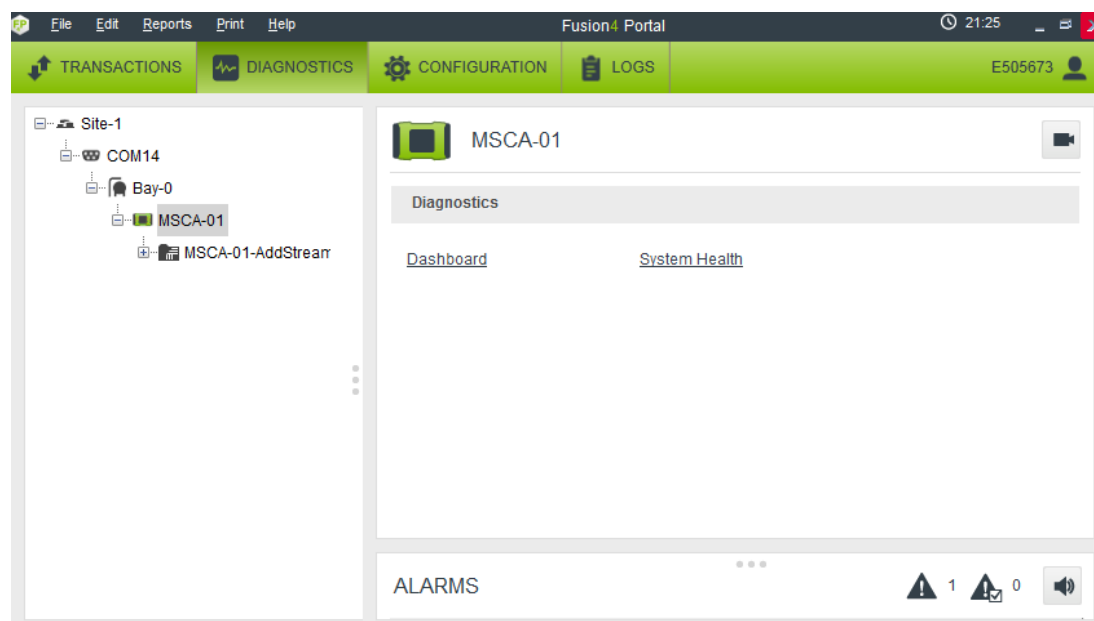 FP File Edit Reports Print Help Fusion4 Portal 21:25
TRANSACTIONS DIAGNOSTICS CONFIGURATION LOGS E505673
Site-1
COM14
Bay-0
MSCA-01
MSCA-01-AddStream
MSCA-01
Diagnostics
Dashboard System Health
ALARMS 1 0